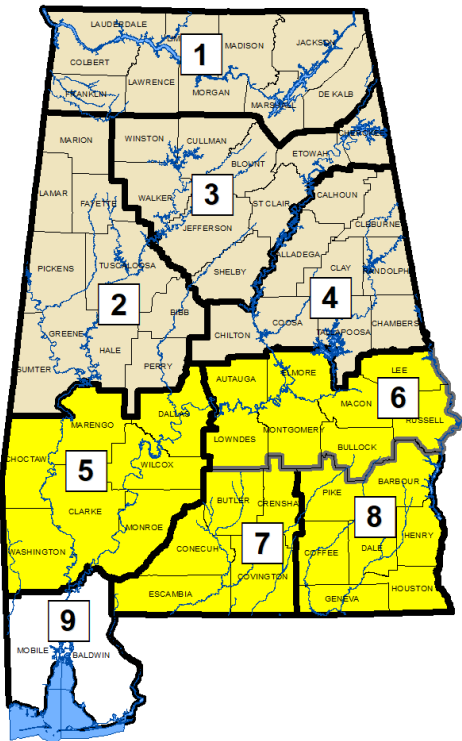 LAUDERDALE
1
MADISON
JACKSON
COLBERT
LAWRENCE
FRANKLIN
MORGAN
MARSHALL
DE KALB
MARION
WINSTON
CULLMAN
CHEROKEE
ETOWAH
BLOUNT
LAMAR
FAYETTE
WALKER
3
ST CLAIR
CALHOUN
JEFFERSON
CLEBURNE
PICKENS
TUSCALOOSA
TALLADEGA
CLAY
RANDOLPH
SHELBY
2
4
GREENE
BIBB
HALE
CHILTON
COOSA
TALLAPOOSA
CHAMBERS
SUMTER
PERRY
AUTAUGA
ELMORE
LEE
MACON
6
DALLAS
RUSSELL
MARENGO
LOWNDES
MONTGOMERY
BULLOCK
CHOCTAW
5
WILCOX
CLARKE
BUTLER
CRENSHA
PIKE
BARBOUR
8
MONROE
7
HENRY
WASHINGTON
CONECUH
COFFEE
DALE
COVINGTON
ESCAMBIA
GENEVA
HOUSTON
9
MOBILE
BALDWIN